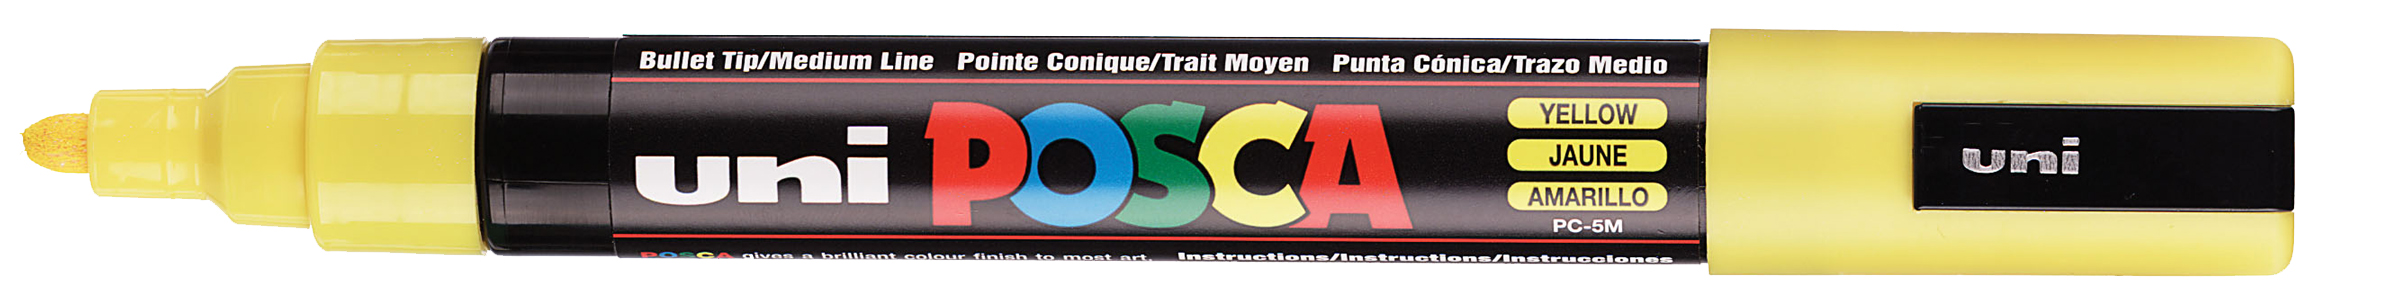 Bullet Tip/Medium Line Pointe Conique/Trait Moyen Punta Cónica/Trazo Medio
uni POSCA
YELLOW
JAUNE
AMARILLO
PC-5M
uni
POSCA gives a brilliant colour finish to most art. Instructions/Instructions/Instrucciones